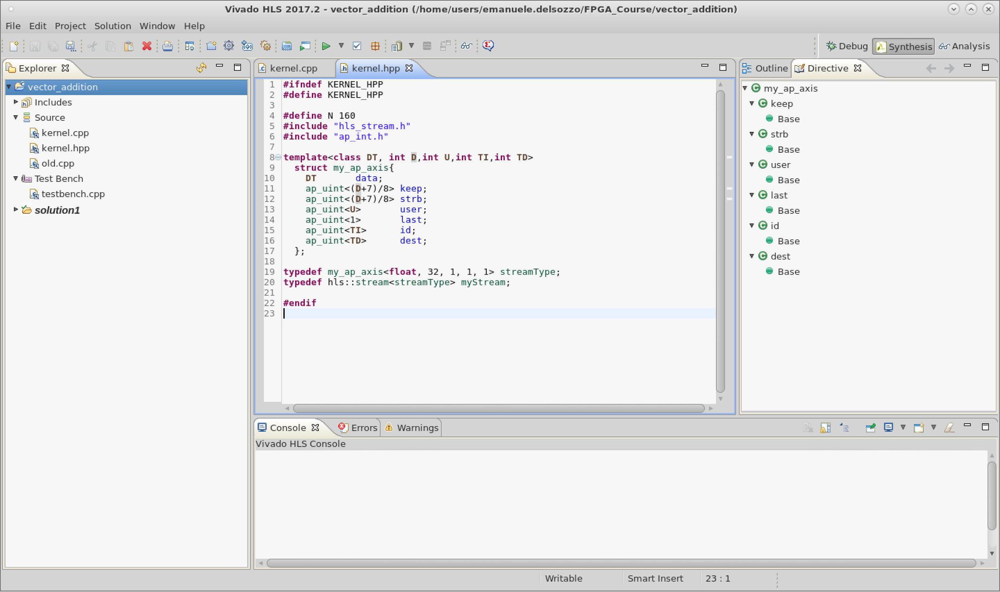 Vivado HLS 2017.2 - vector_addition (/home/users/emanuele.delsozzo/FPGA_Course/vector_addition)
File Edit Project Solution Window Help
Debug Synthesis Analysis
Explorer
vector_addition
Includes
Source
kernel.cpp
kernel.hpp
old.cpp
Test Bench
testbench.cpp
solution1
kernel.cpp kernel.hpp
1 #ifndef KERNEL_HPP
2 #define KERNEL_HPP
3
4 #define N 160
5 #include "hls_stream.h"
6 #include "ap_int.h"
7
8 template<class DT, int D,int U,int TI,int TD>
9 struct my_ap_axis{
10 DT data;
11 ap_uint<(D+7)/8> keep;
12 ap_uint<(D+7)/8> strb;
13 ap_uint<U> user;
14 ap_uint<1> last;
15 ap_uint<TI> id;
16 ap_uint<TD> dest;
17 };
18
19 typedef my_ap_axis<float, 32, 1, 1, 1> streamType;
20 typedef hls::stream<streamType> myStream;
21
22 #endif
23
Outline Directive
my_ap_axis
keep
Base
strb
Base
user
Base
last
Base
id
Base
dest
Base
Console Errors Warnings
Vivado HLS Console
Writable Smart Insert 23 : 1